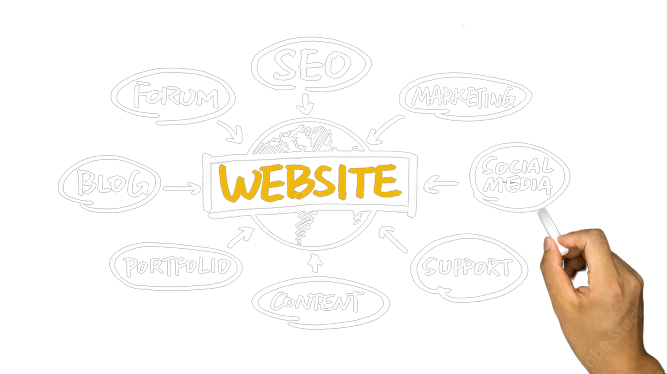 SEO
FORUM
MARKETING
BLOG
WEBSITE
SOCIAL
MEDIA
PORTFOLIO
SUPPORT
CONTENT